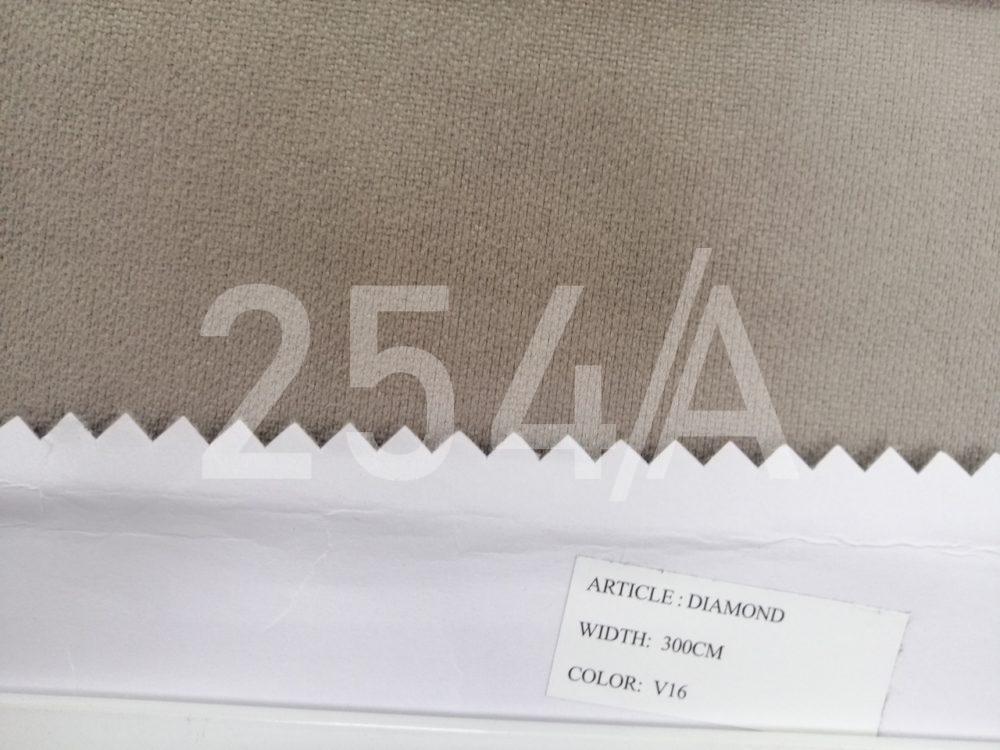 254/A
ARTICLE : DIAMOND
WIDTH: 300CM
COLOR: V16